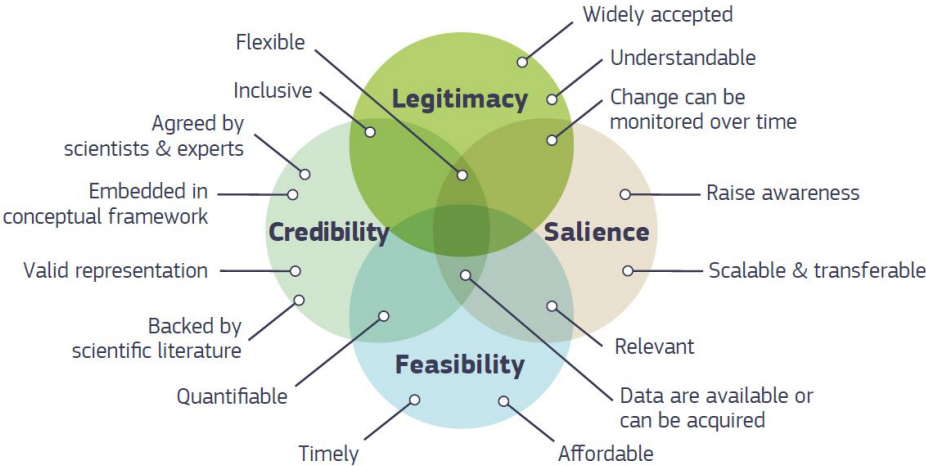 Widely accepted
Flexible
Understandable
Inclusive
Legitimacy
Change can be
monitored over time
Agreed by
scientists & experts
Embedded in
conceptual framework
Raise awareness
Credibility
Salience
Valid representation
Scalable & transferable
Backed by
scientific literature
Relevant
Feasibility
Quantifiable
Data are available or
can be acquired
Timely
Affordable